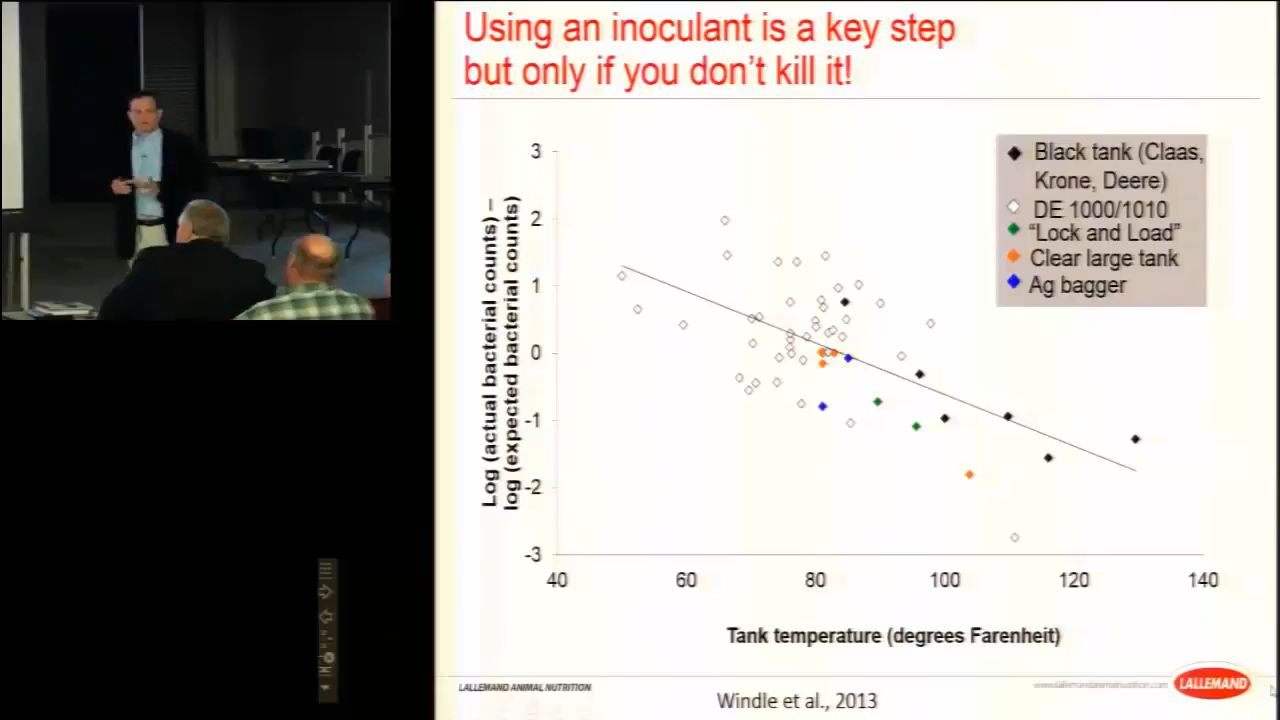 Using an inoculant is a key step
but only if you don't kill it!
Log (actual bacterial counts) –
log (expected bacterial counts)
3
2
1
0
-1
-2
-3
40
60
80
100
120
140
Tank temperature (degrees Farenheit)
Black tank (Claas,
Krone, Deere)
DE 1000/1010
“Lock and Load”
Clear large tank
Ag bagger
LALLEMAND ANIMAL NUTRITION
Windle et al., 2013
www.lallemandanimalnutrition.com
LALLEMAND